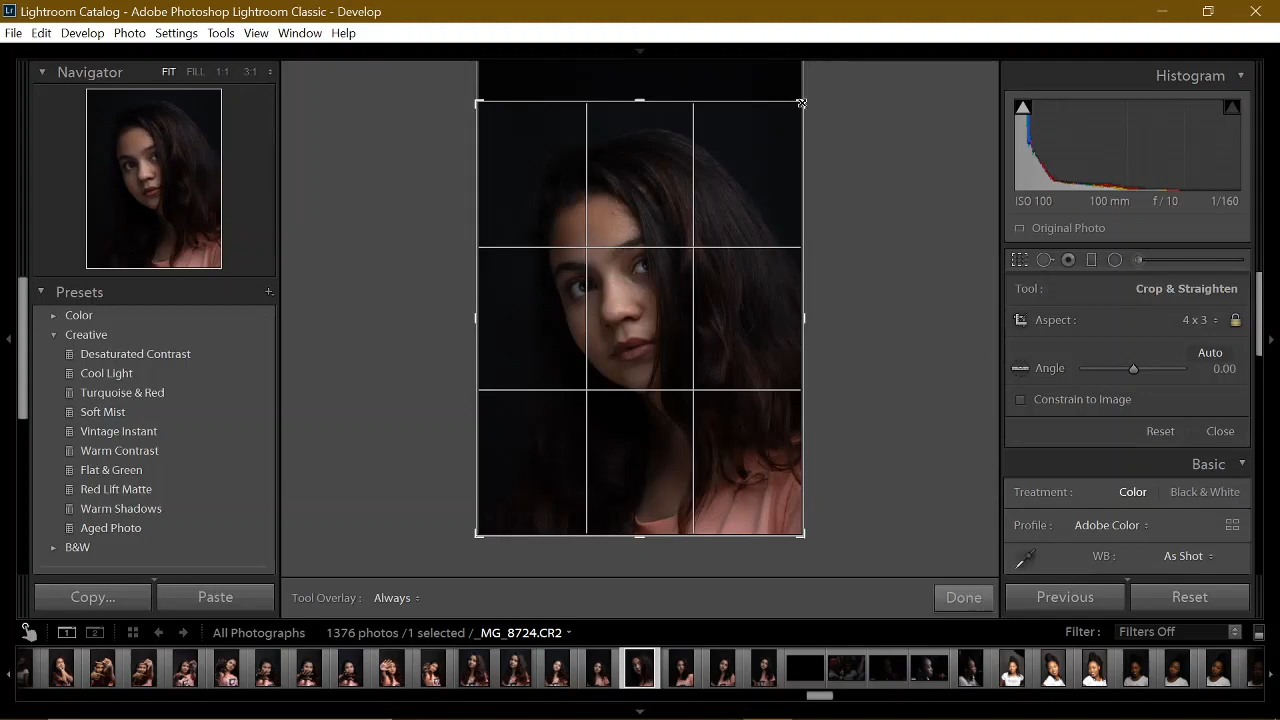 Lr Lightroom Catalog - Adobe Photoshop Lightroom Classic - Develop
File Edit Develop Photo Settings Tools View Window Help
Navigator FIT FILL 1:1 3:1
Presets +
Color
Creative
Desaturated Contrast
Cool Light
Turquoise & Red
Soft Mist
Vintage Instant
Warm Contrast
Flat & Green
Red Lift Matte
Warm Shadows
Aged Photo
B&W
Copy... Paste
Tool Overlay : Always Done
Histogram
ISO 100 100 mm f / 10 1/160
Original Photo
Tool : Crop & Straighten
Aspect : 4 x 3
Auto
Angle 0.00
Constrain to Image
Reset Close
Basic
Treatment : Color Black & White
Profile : Adobe Color
WB : As Shot
Previous Reset
1 2 All Photographs 1376 photos /1 selected /_MG_8724.CR2 Filter : Filters Off